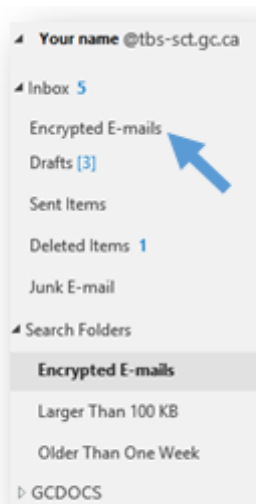 Your name @tbs-sct.gc.ca
Inbox 5
Encrypted E-mails
Drafts [3]
Sent Items
Deleted Items 1
Junk E-mail
Search Folders
Encrypted E-mails
Larger Than 100 KB
Older Than One Week
GCDOCS